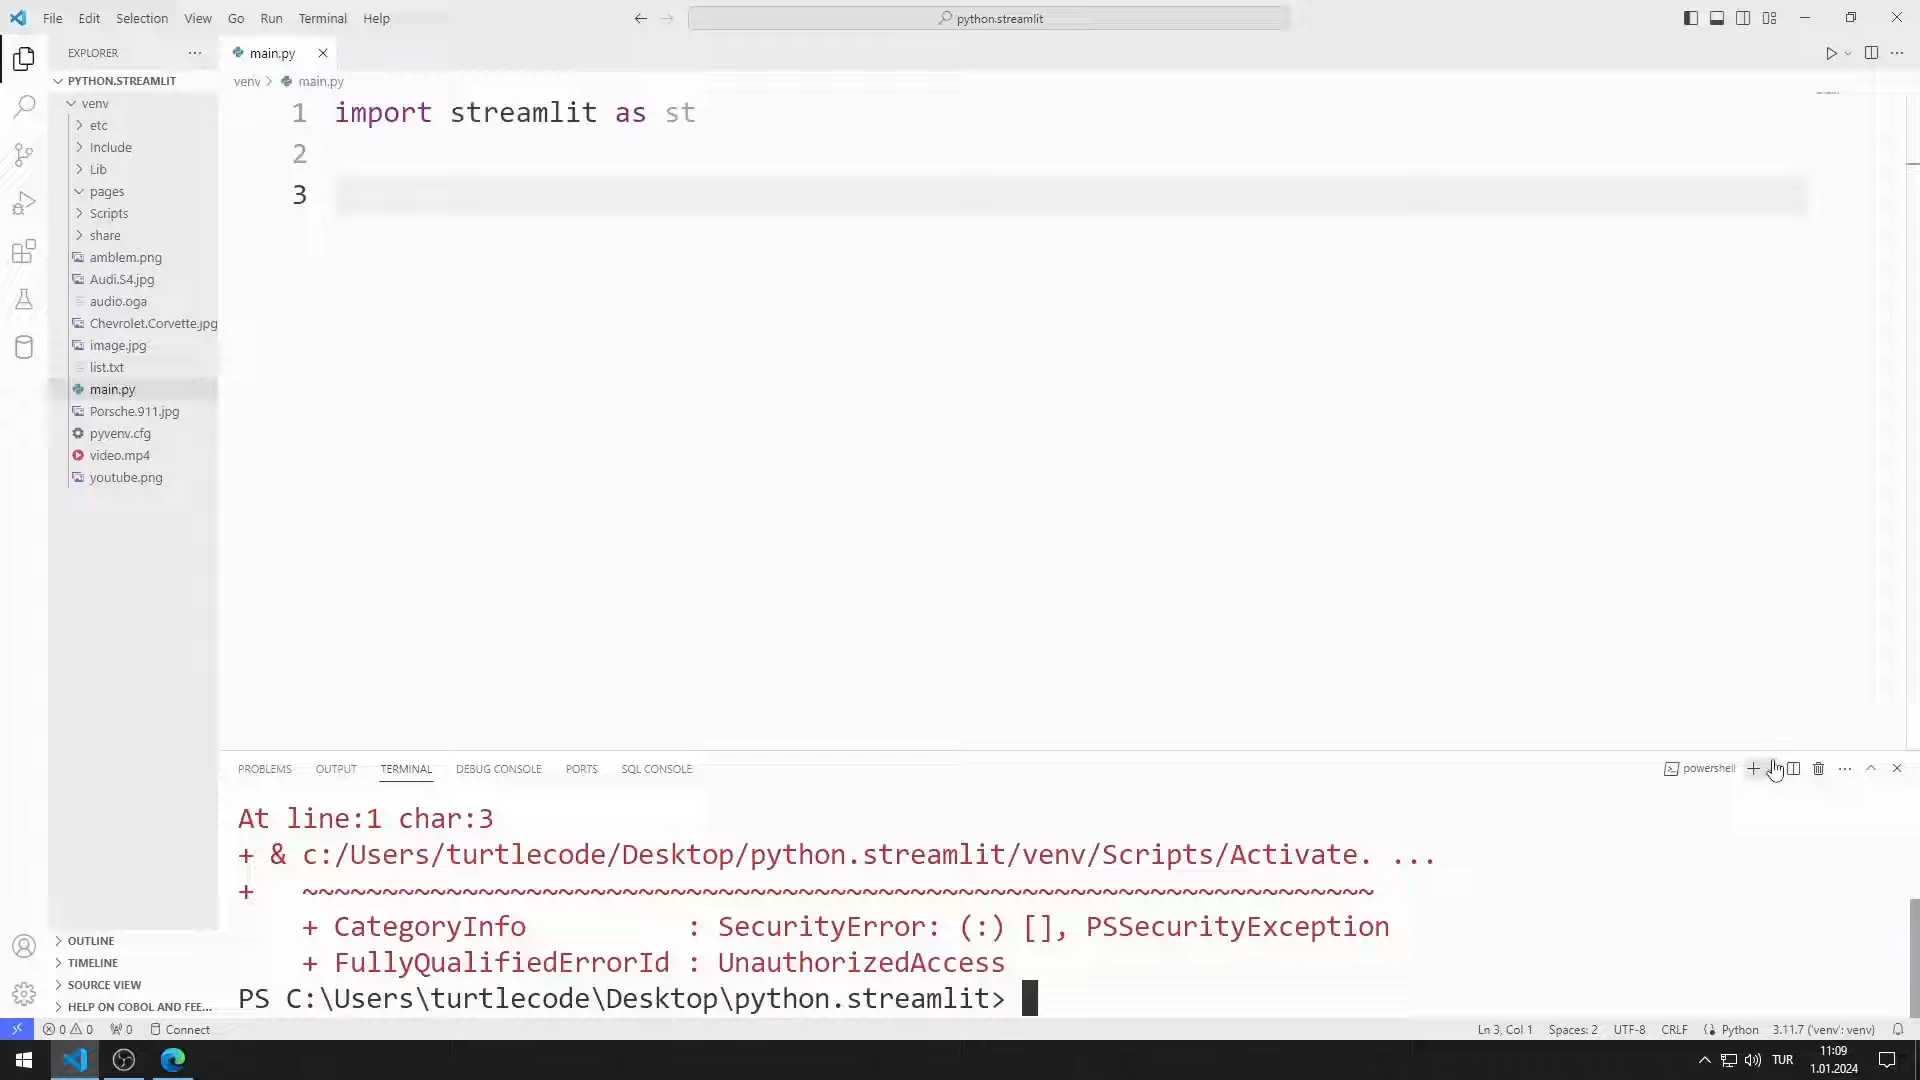 File Edit Selection View Go Run Terminal Help
python.streamlit
EXPLORER
PYTHON.STREAMLIT
venv
etc
Include
Lib
pages
Scripts
share
amblem.png
Audi.S4.jpg
audio.oga
Chevrolet.Corvette.jpg
image.jpg
list.txt
main.py
Porsche.911.jpg
pyvenv.cfg
video.mp4
youtube.png
OUTLINE
TIMELINE
SOURCE VIEW
HELP ON COBOL AND FEE...
main.py
venv > main.py
1 import streamlit as st
2
3
PROBLEMS OUTPUT TERMINAL DEBUG CONSOLE PORTS SQL CONSOLE
powershell
At line:1 char:3
+ & c:/Users/turtlecode/Desktop/python.streamlit/venv/Scripts/Activate. ...
+   ~~~~~~~~~~~~~~~~~~~~~~~~~~~~~~~~~~~~~~~~~~~~~~~~~~~~~~~~~~~~~~~~~~~
+ CategoryInfo : SecurityError: (:) [], PSSecurityException
+ FullyQualifiedErrorId : UnauthorizedAccess
PS C:\Users\turtlecode\Desktop\python.streamlit>
0 0 0 Connect
Ln 3, Col 1 Spaces: 2 UTF-8 CRLF Python 3.11.7 ('venv': venv)
TUR
11:09
1.01.2024